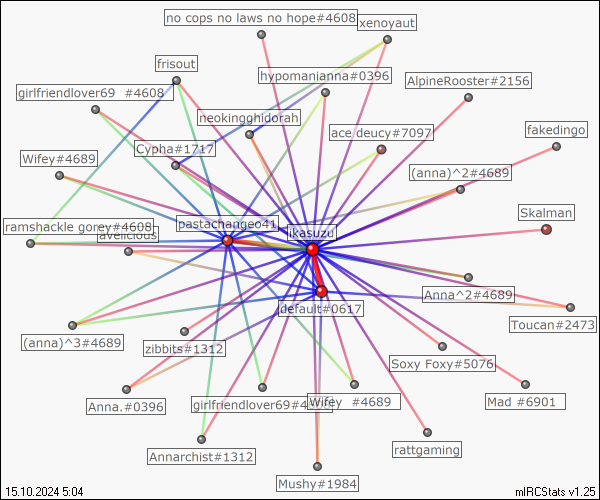 no cops no laws no hope#4608
xenoyaut
frisout
hypomanianna#0396
AlpineRooster#2156
girlfriendlover69 #4608
neokingghidorah
ace deucy#7097
fakedingo
Cypha#1717
Wifey#4689
(anna)^2#4689
Skalman
pastachangeo41
ramshackle gorey#4608
ikasuzu
avelicious
Anna^2#4689
default#0617
Toucan#2473
(anna)^3#4689
zibbits#1312
Soxy Foxy#5076
Anna.#0396
girlfriendlover69#4
Wifey #4689
Mad #6901
rattgaming
Annarchist#1312
Mushy#1984
15.10.2024 5:04
mIRCStats v1.25